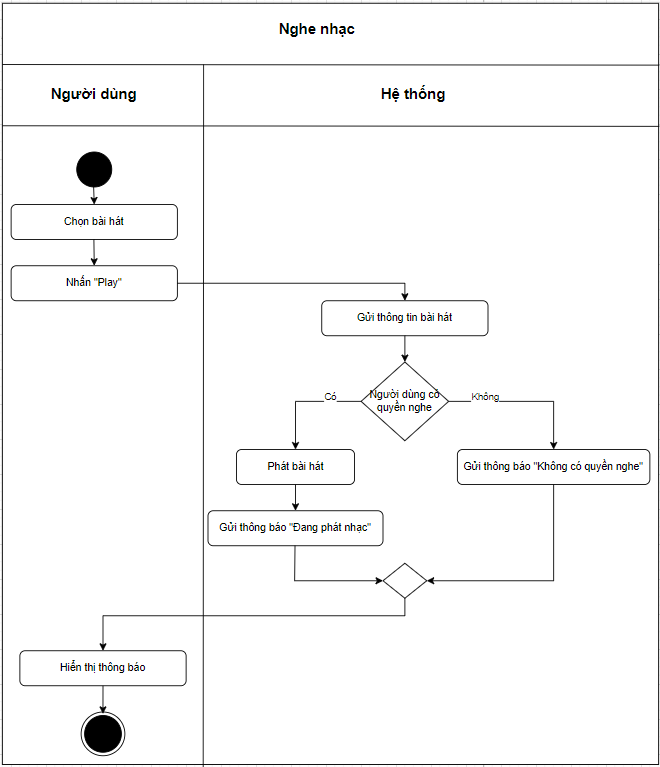 Nghe nhạc
Người dùng
Hệ thống
Chọn bài hát
Nhấn "Play"
Gửi thông tin bài hát
Người dùng có
quyền nghe
Có
Không
Phát bài hát
Gửi thông báo "Không có quyền nghe"
Gửi thông báo "Đang phát nhạc"
Hiển thị thông báo